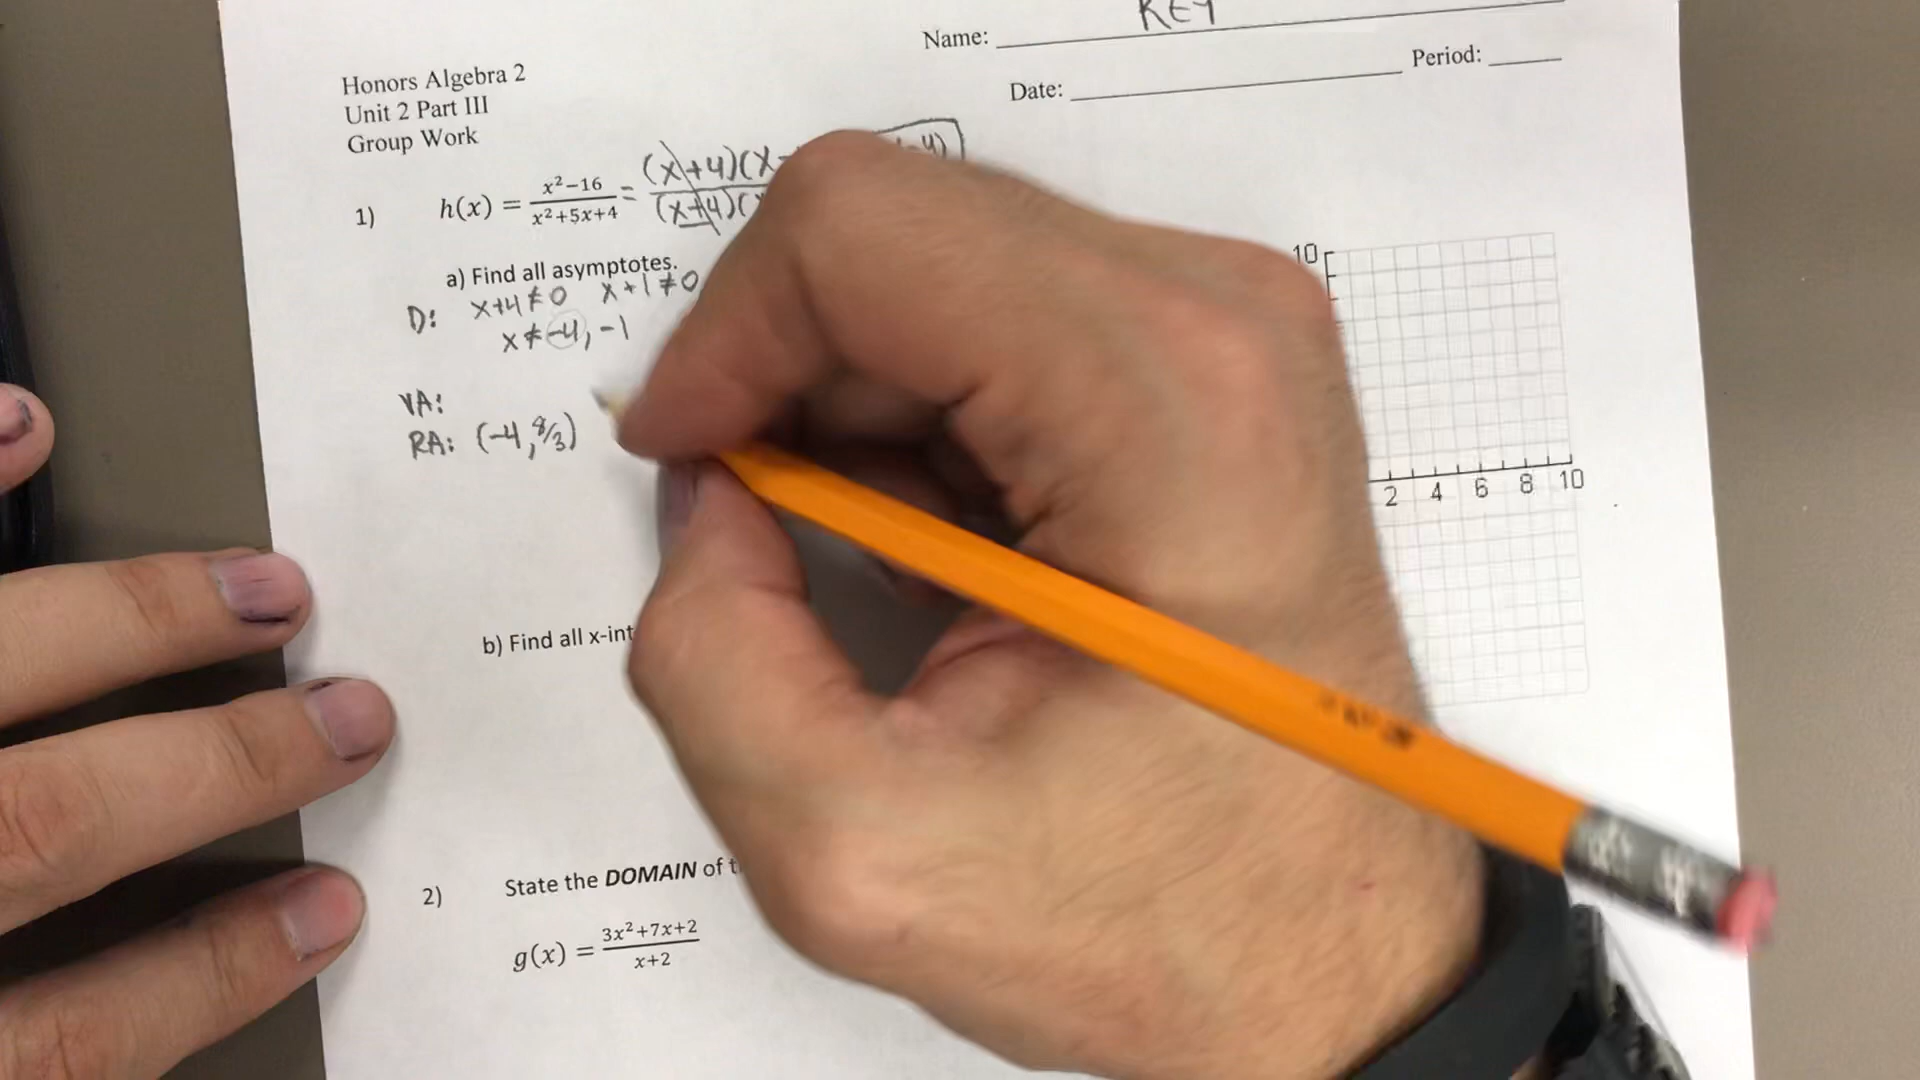 Name: KEY
Honors Algebra 2
Date: Period:
Unit 2 Part III
Group Work
1) h(x) = x²−16 / x²+5x+4 = (x+4)(x / (x+4)( -4)
a) Find all asymptotes.
D: x+4≠0 x+1≠0
x≠-4, -1
VA:
RA: (-4, 8/3)
b) Find all x-int
2) State the DOMAIN of t
g(x) = 3x²+7x+2 / x+2
10
2 4 6 8 10